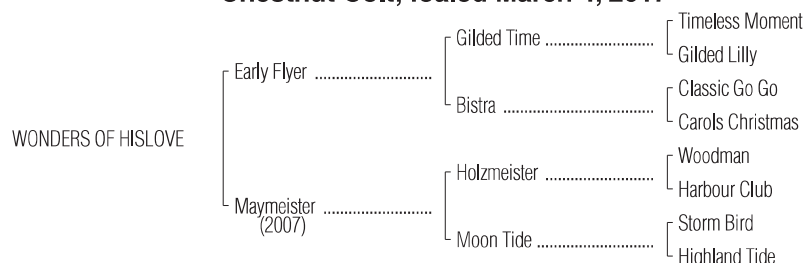 Chestnut Colt; foaled March 4, 2017
Timeless Moment
Gilded Time ......................
Gilded Lilly
Early Flyer ..........................
Classic Go Go
Bistra ..................................
Carols Christmas
WONDERS OF HISLOVE
Woodman
Holzmeister ......................
Harbour Club
Maymeister ........................
(2007)
Storm Bird
Moon Tide ........................
Highland Tide